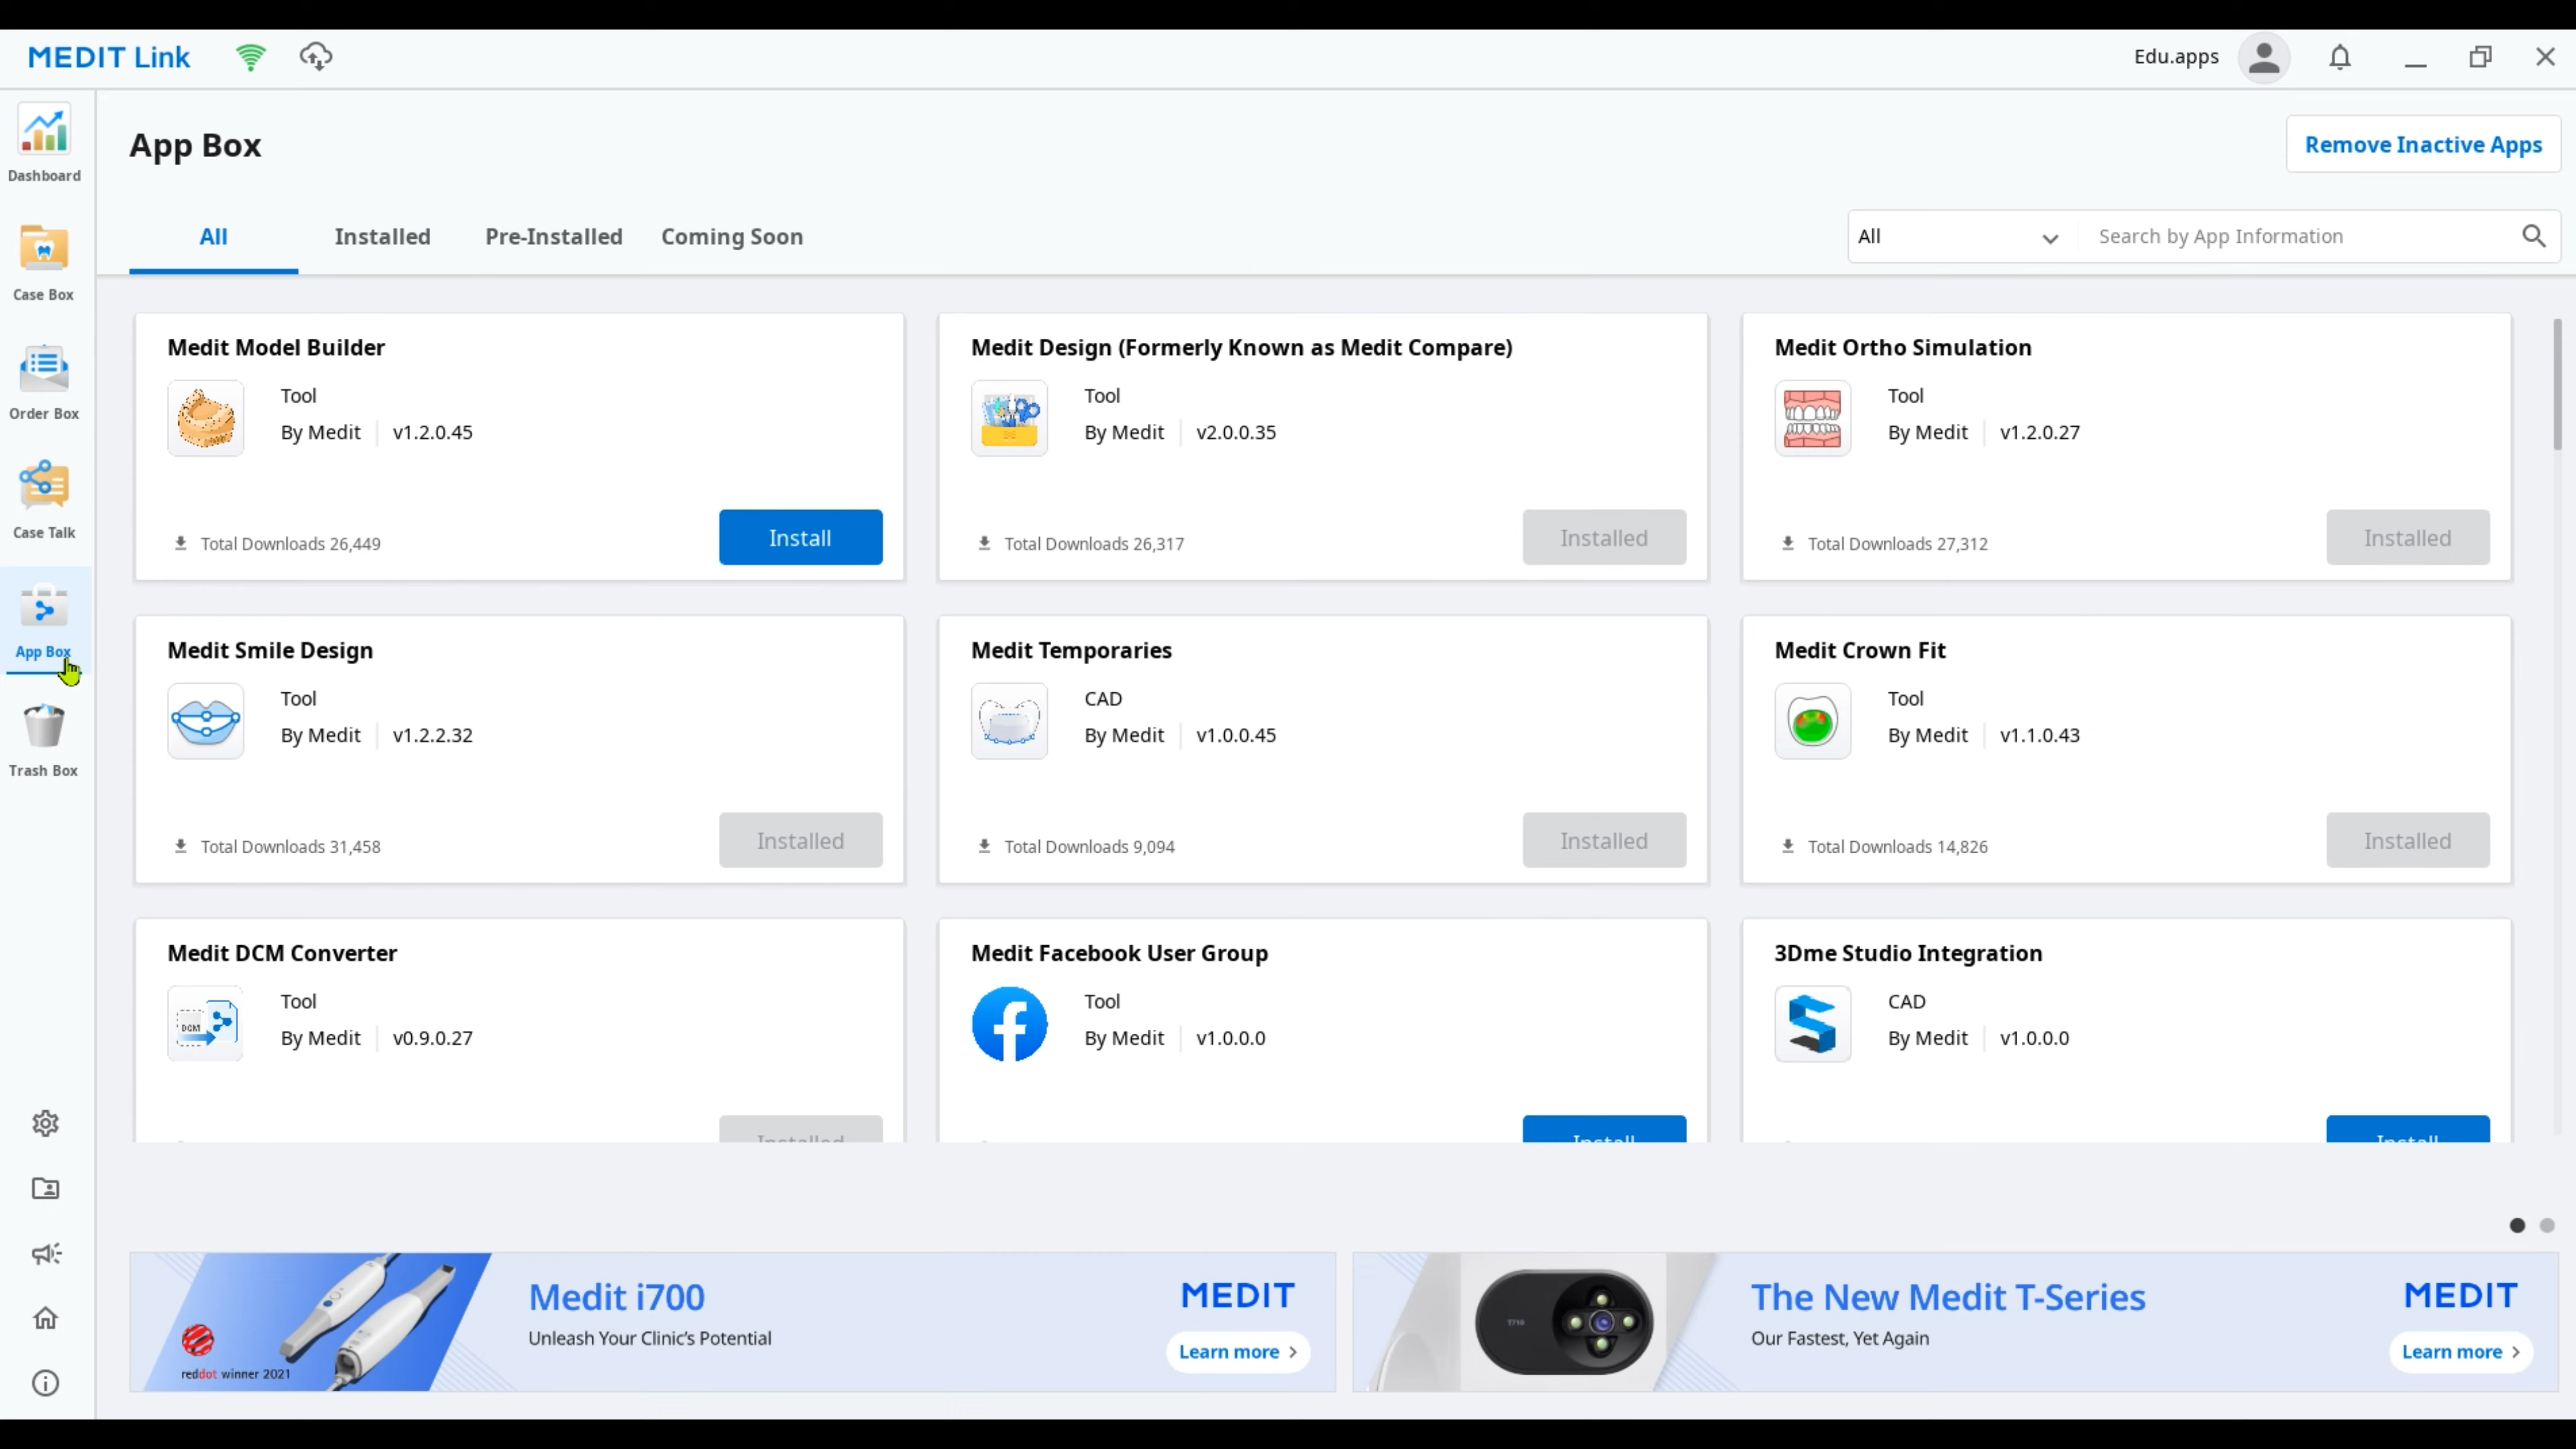 MEDIT Link
Edu.apps
Dashboard
Case Box
Order Box
Case Talk
App Box
Trash Box
App Box
Remove Inactive Apps
All
Installed
Pre-Installed
Coming Soon
All
Search by App Information
Medit Model Builder
Tool
By Medit v1.2.0.45
Total Downloads 26,449
Install
Medit Design (Formerly Known as Medit Compare)
Tool
By Medit v2.0.0.35
Total Downloads 26,317
Installed
Medit Ortho Simulation
Tool
By Medit v1.2.0.27
Total Downloads 27,312
Installed
Medit Smile Design
Tool
By Medit v1.2.2.32
Total Downloads 31,458
Installed
Medit Temporaries
CAD
By Medit v1.0.0.45
Total Downloads 9,094
Installed
Medit Crown Fit
Tool
By Medit v1.1.0.43
Total Downloads 14,826
Installed
Medit DCM Converter
DCM
Tool
By Medit v0.9.0.27
Installed
Medit Facebook User Group
Tool
By Medit v1.0.0.0
Install
3Dme Studio Integration
CAD
By Medit v1.0.0.0
Install
reddot winner 2021
Medit i700
Unleash Your Clinic's Potential
MEDIT
Learn more
T710
The New Medit T-Series
Our Fastest, Yet Again
MEDIT
Learn more